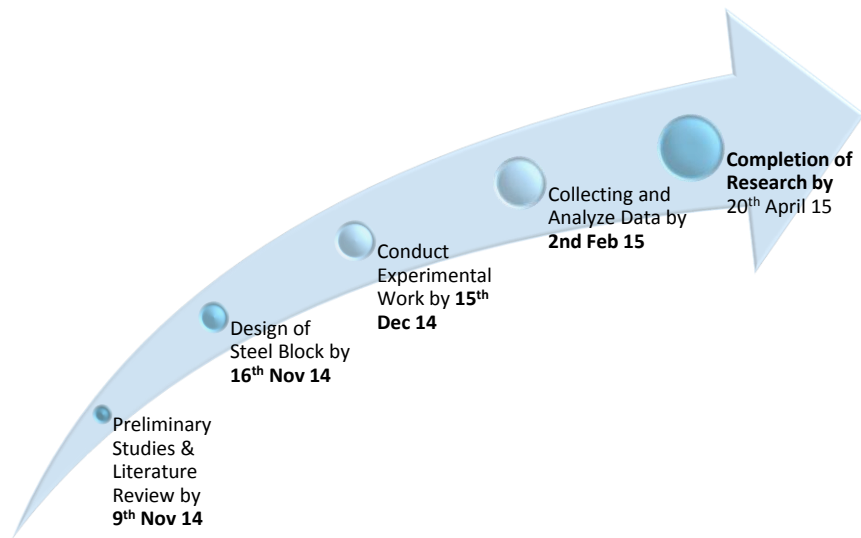 Preliminary
Studies &
Literature
Review by
9th Nov 14
Design of
Steel Block by
16th Nov 14
Conduct
Experimental
Work by 15th
Dec 14
Collecting and
Analyze Data by
2nd Feb 15
Completion of
Research by
20th April 15